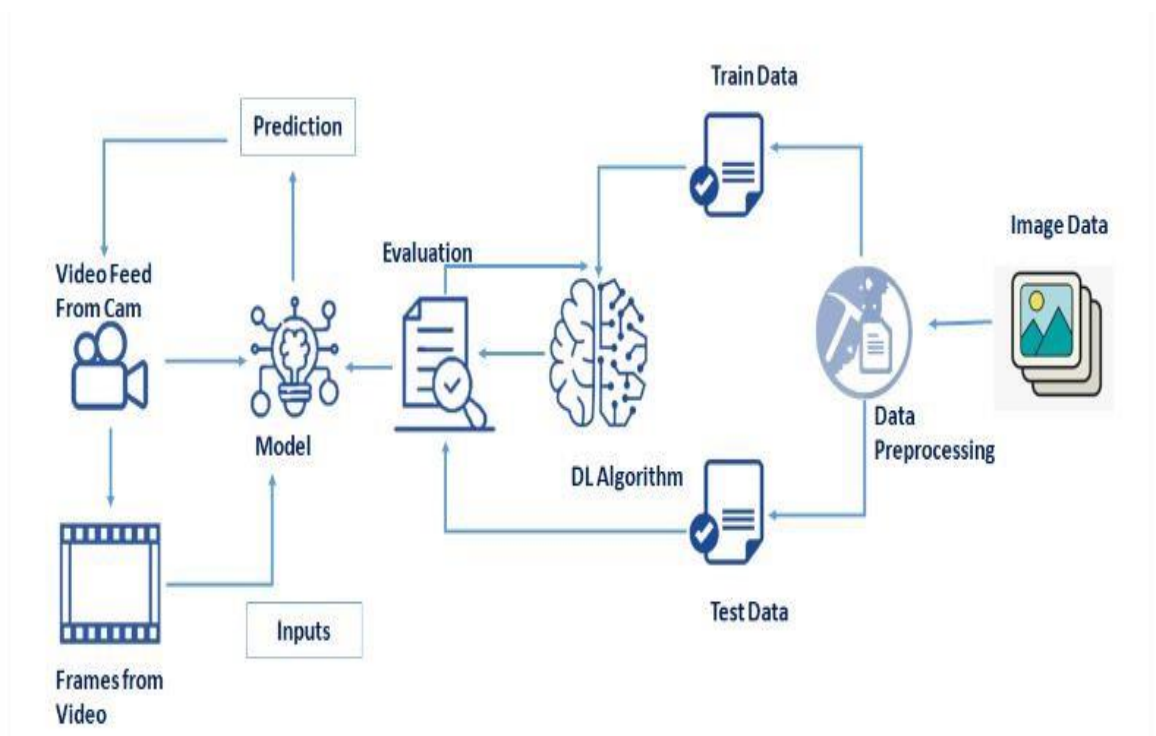 Train Data
Prediction
Image Data
Evaluation
Video Feed
From Cam
Data
Preprocessing
Model
DL Algorithm
Test Data
Inputs
Frames from
Video